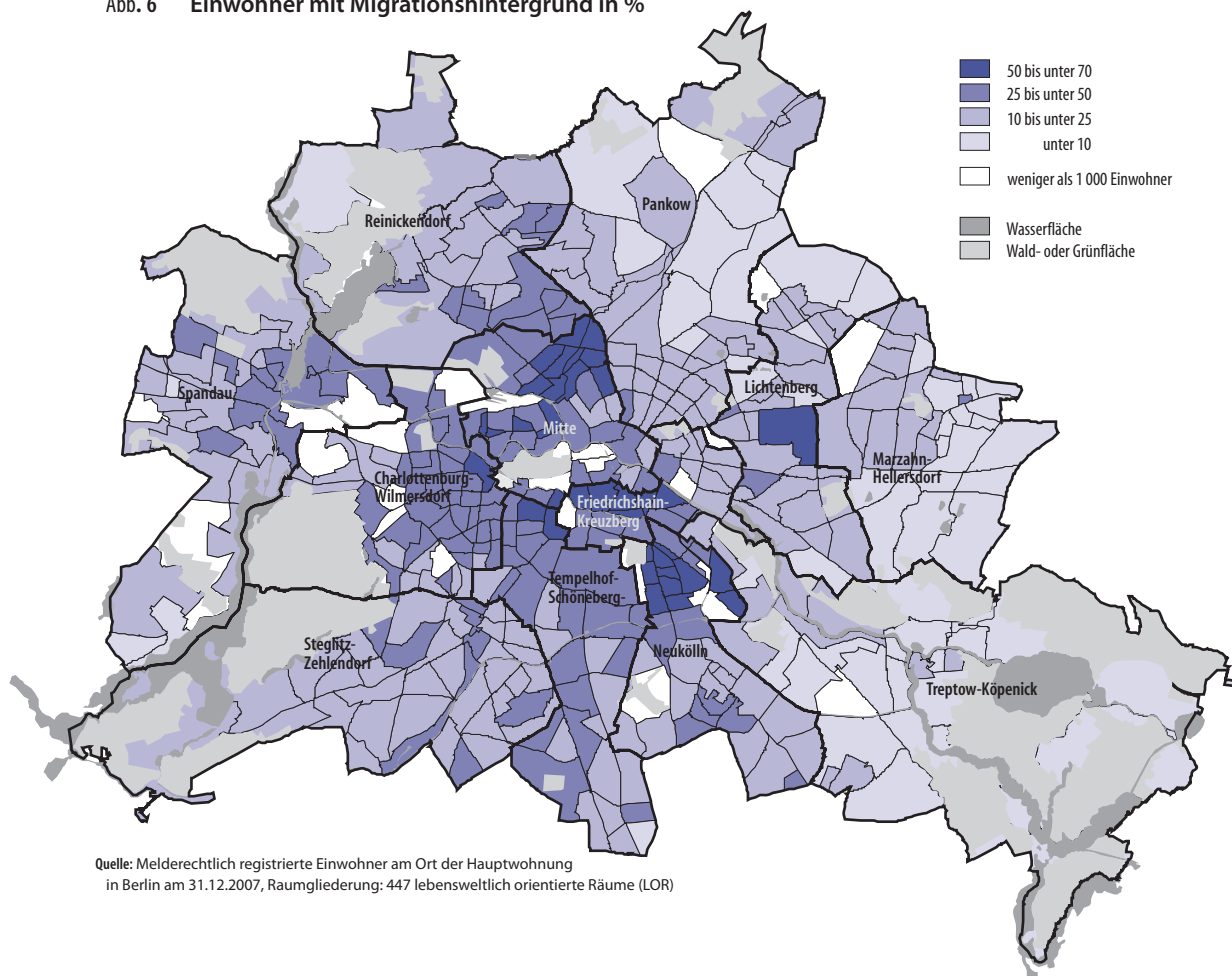 Abb. 6 Einwohner mit Migrationshintergrund in %
50 bis unter 70
25 bis unter 50
10 bis unter 25
unter 10
weniger als 1 000 Einwohner
Wasserfläche
Wald- oder Grünfläche
Pankow
Reinickendorf
Lichtenberg
Spandau
Mitte
Marzahn-
Hellersdorf
Charlottenburg-
Wilmersdorf
Friedrichshain-
Kreuzberg
Tempelhof-
Schöneberg-
Steglitz-
Zehlendorf
Neukölln
Treptow-Köpenick
Quelle: Melderechtlich registrierte Einwohner am Ort der Hauptwohnung
in Berlin am 31.12.2007, Raumgliederung: 447 lebensweltlich orientierte Räume (LOR)